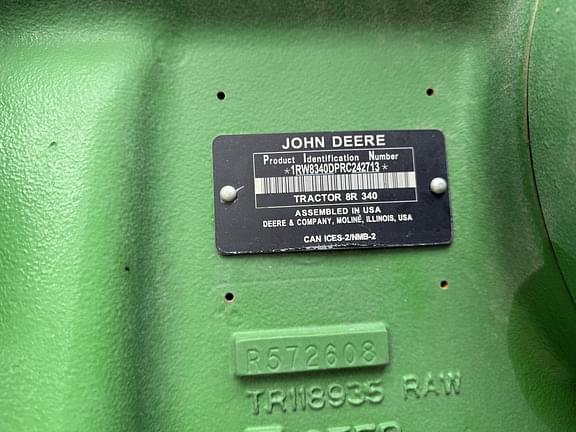 JOHN DEERE
Product Identification Number
*1RW8340DPRC242713*
TRACTOR 8R 340
ASSEMBLED IN USA
DEERE & COMPANY, MOLINE, ILLINOIS, USA
CAN ICES-2/NMB-2
R572608
TR118935 RAW